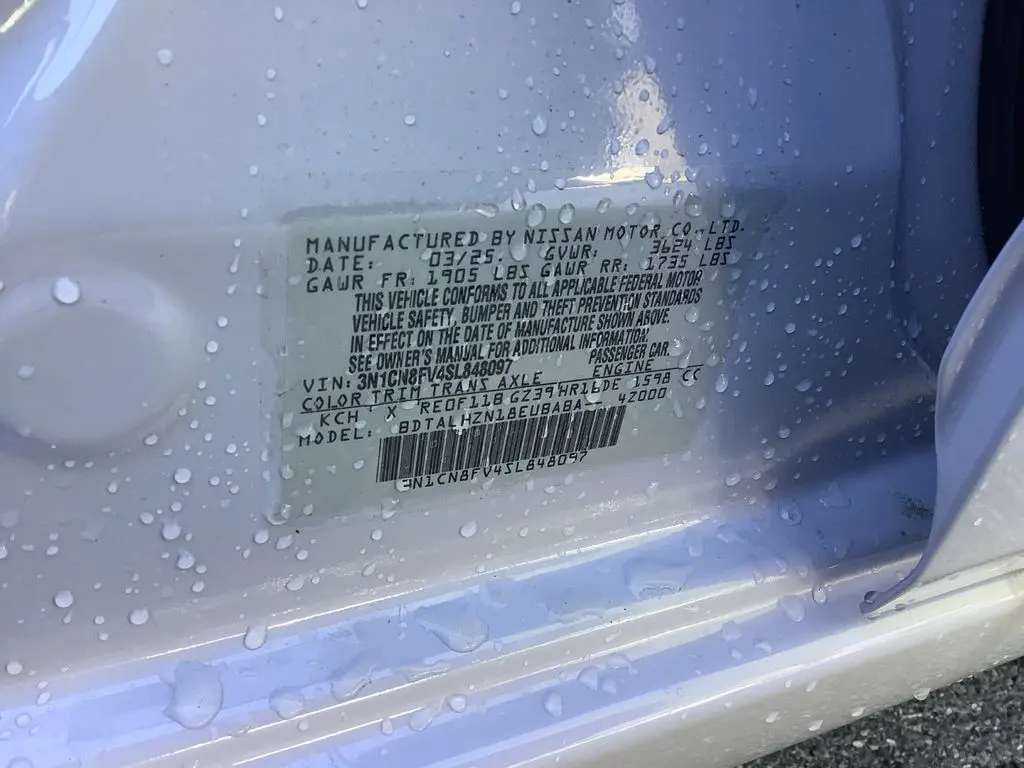 MANUFACTURED BY NISSAN MOTOR CO.,LTD.
DATE: 03/25. GVWR: 3624 LBS
GAWR FR: 1905 LBS GAWR RR: 1735 LBS
THIS VEHICLE CONFORMS TO ALL APPLICABLE FEDERAL MOTOR
VEHICLE SAFETY, BUMPER AND THEFT PREVENTION STANDARDS
IN EFFECT ON THE DATE OF MANUFACTURE SHOWN ABOVE.
SEE OWNER'S MANUAL FOR ADDITIONAL INFORMATION.
VIN: 3N1CN8FV4SL848097 PASSENGER CAR.
COLOR TRIM TRANS AXLE ENGINE
KCH X RE0F11B GZ39 HR16DE 1598 CC
MODEL: BDTALHZN18EUBABA-- 42000
3N1CN8FV4SL848097